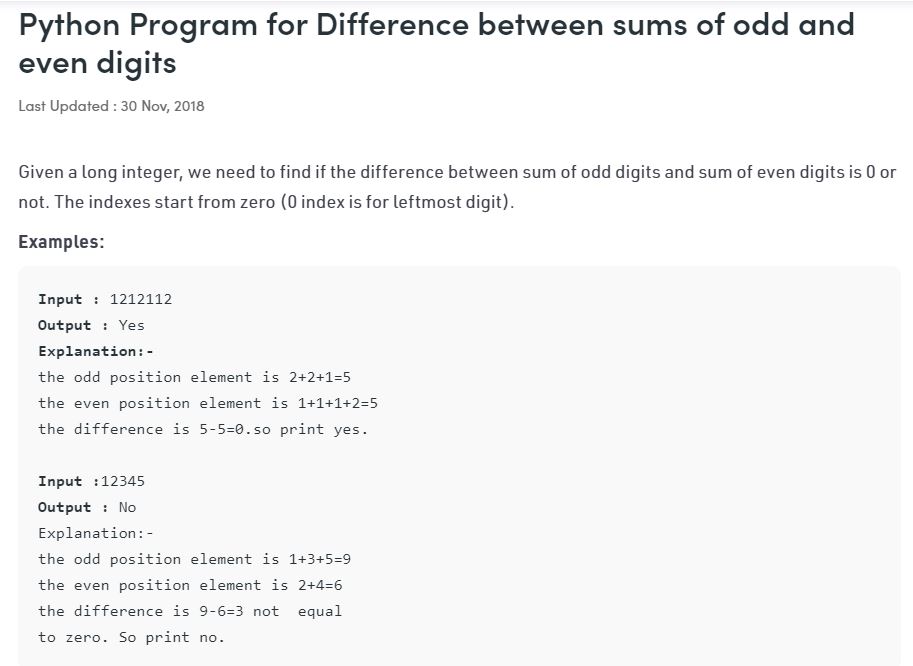 Python Program for Difference between sums of odd and
even digits
Last Updated : 30 Nov, 2018
Given a long integer, we need to find if the difference between sum of odd digits and sum of even digits is 0 or
not. The indexes start from zero (0 index is for leftmost digit).
Examples:
Input : 1212112
Output : Yes
Explanation:-
the odd position element is 2+2+1=5
the even position element is 1+1+1+2=5
the difference is 5-5=0.so print yes.
Input :12345
Output : No
Explanation:-
the odd position element is 1+3+5=9
the even position element is 2+4=6
the difference is 9-6=3 not  equal
to zero. So print no.